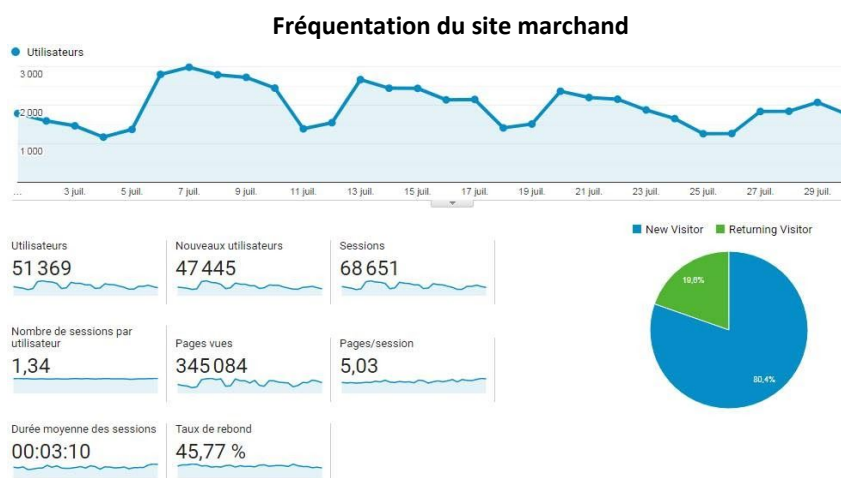 Fréquentation du site marchand
Utilisateurs
3 000
2 000
1 000
... 3 juil. 5 juil. 7 juil. 9 juil. 11 juil. 13 juil. 15 juil. 17 juil. 19 juil. 21 juil. 23 juil. 25 juil. 27 juil. 29 juil.
New Visitor Returning Visitor
Utilisateurs
51 369
Nouveaux utilisateurs
47 445
Sessions
68 651
Nombre de sessions par
utilisateur
1,34
Pages vues
345 084
Pages/session
5,03
Durée moyenne des sessions
00:03:10
Taux de rebond
45,77 %
19,6%
80,4%